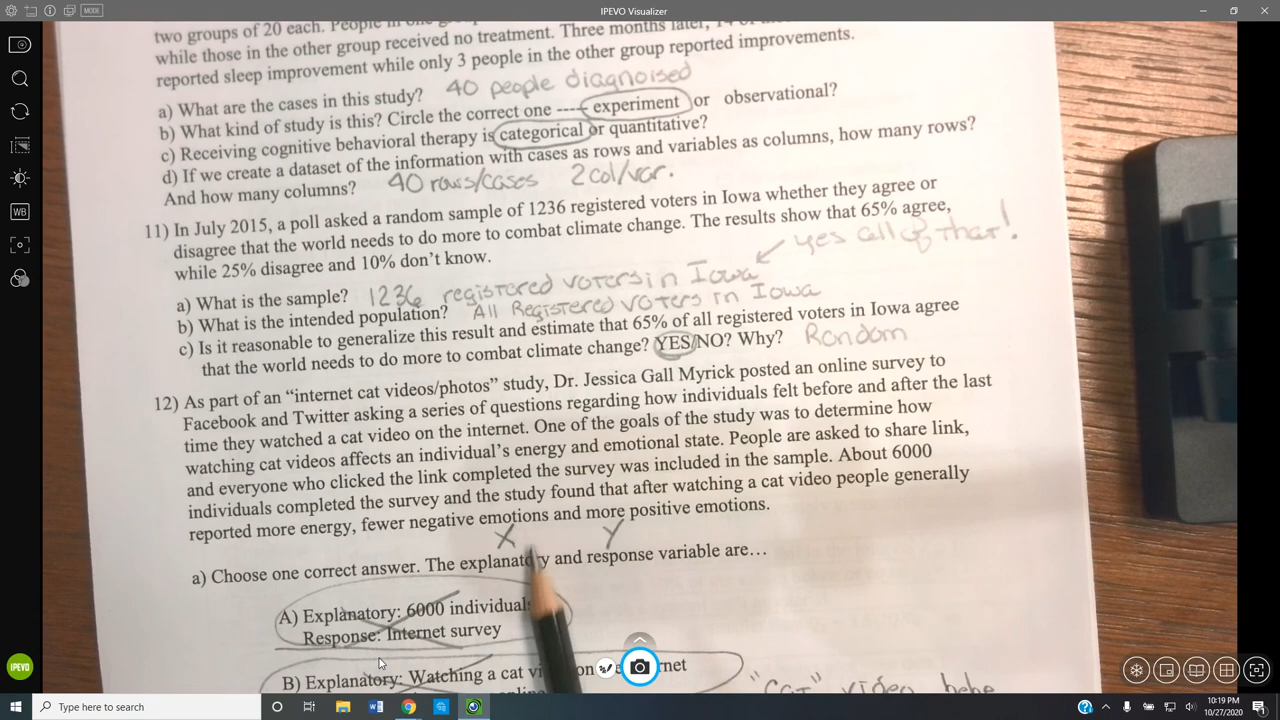 IPEVO Visualizer
MODE
two groups of 20 each. People in one
while those in the other group received no treatment. Three months later, 14 of
reported sleep improvement while only 3 people in the other group reported improvements.
a) What are the cases in this study? 40 people diagnoised
b) What kind of study is this? Circle the correct one ---- experiment or observational?
c) Receiving cognitive behavioral therapy is categorical or quantitative?
d) If we create a dataset of the information with cases as rows and variables as columns, how many rows?
And how many columns? 40 rows/cases 2 col/var.
11) In July 2015, a poll asked a random sample of 1236 registered voters in Iowa whether they agree or
disagree that the world needs to do more to combat climate change. The results show that 65% agree,
while 25% disagree and 10% don't know.
yes all of that!
a) What is the sample? 1236 registered voters in Iowa
b) What is the intended population? All Registered voters in Iowa
c) Is it reasonable to generalize this result and estimate that 65% of all registered voters in Iowa agree
that the world needs to do more to combat climate change? YES/NO? Why? Random
12) As part of an “internet cat videos/photos” study, Dr. Jessica Gall Myrick posted an online survey to
Facebook and Twitter asking a series of questions regarding how individuals felt before and after the last
time they watched a cat video on the internet. One of the goals of the study was to determine how
watching cat videos affects an individual's energy and emotional state. People are asked to share link,
and everyone who clicked the link completed the survey was included in the sample. About 6000
individuals completed the survey and the study found that after watching a cat video people generally
reported more energy, fewer negative emotions and more positive emotions.
X Y
a) Choose one correct answer. The explanatory and response variable are…
A) Explanatory: 6000 individuals
Response: Internet survey
B) Explanatory: Watching a cat on rnet
"Cat" video
WB
IPEVO
Type here to search
10:19 PM
10/27/2020